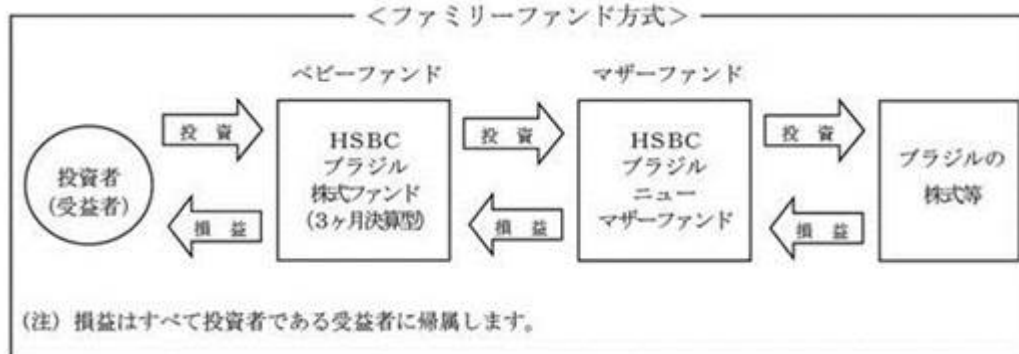 ＜ファミリーファンド方式＞
ベビーファンド
マザーファンド
投資者
(受益者)
投 資
損 益
HSBC
ブラジル
株式ファンド
(3ヶ月決算型)
投 資
損 益
HSBC
ブラジル
ニュー
マザーファンド
投 資
損 益
ブラジルの
株式等
(注) 損益はすべて投資者である受益者に帰属します。